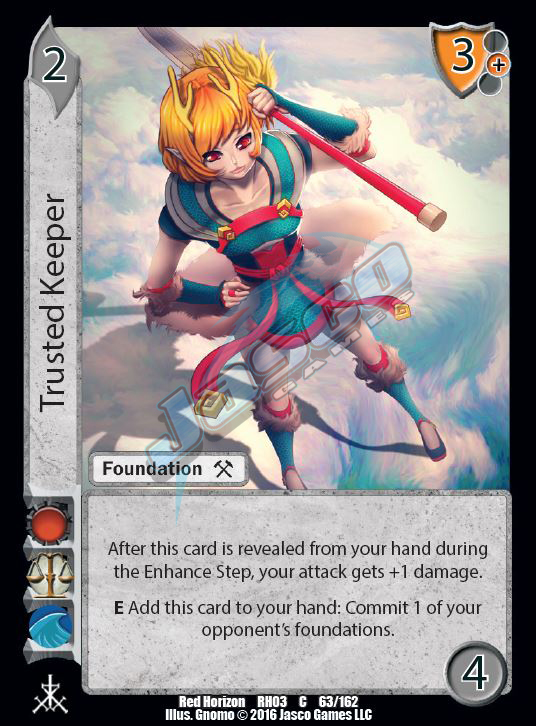 2
3
+
Trusted Keeper
JASCO
GAMES
Foundation
After this card is revealed from your hand during
the Enhance Step, your attack gets +1 damage.
E Add this card to your hand: Commit 1 of your
opponent's foundations.
4
Red Horizon RH03 C 63/162
Illus. Gnomo © 2016 Jasco Games LLC